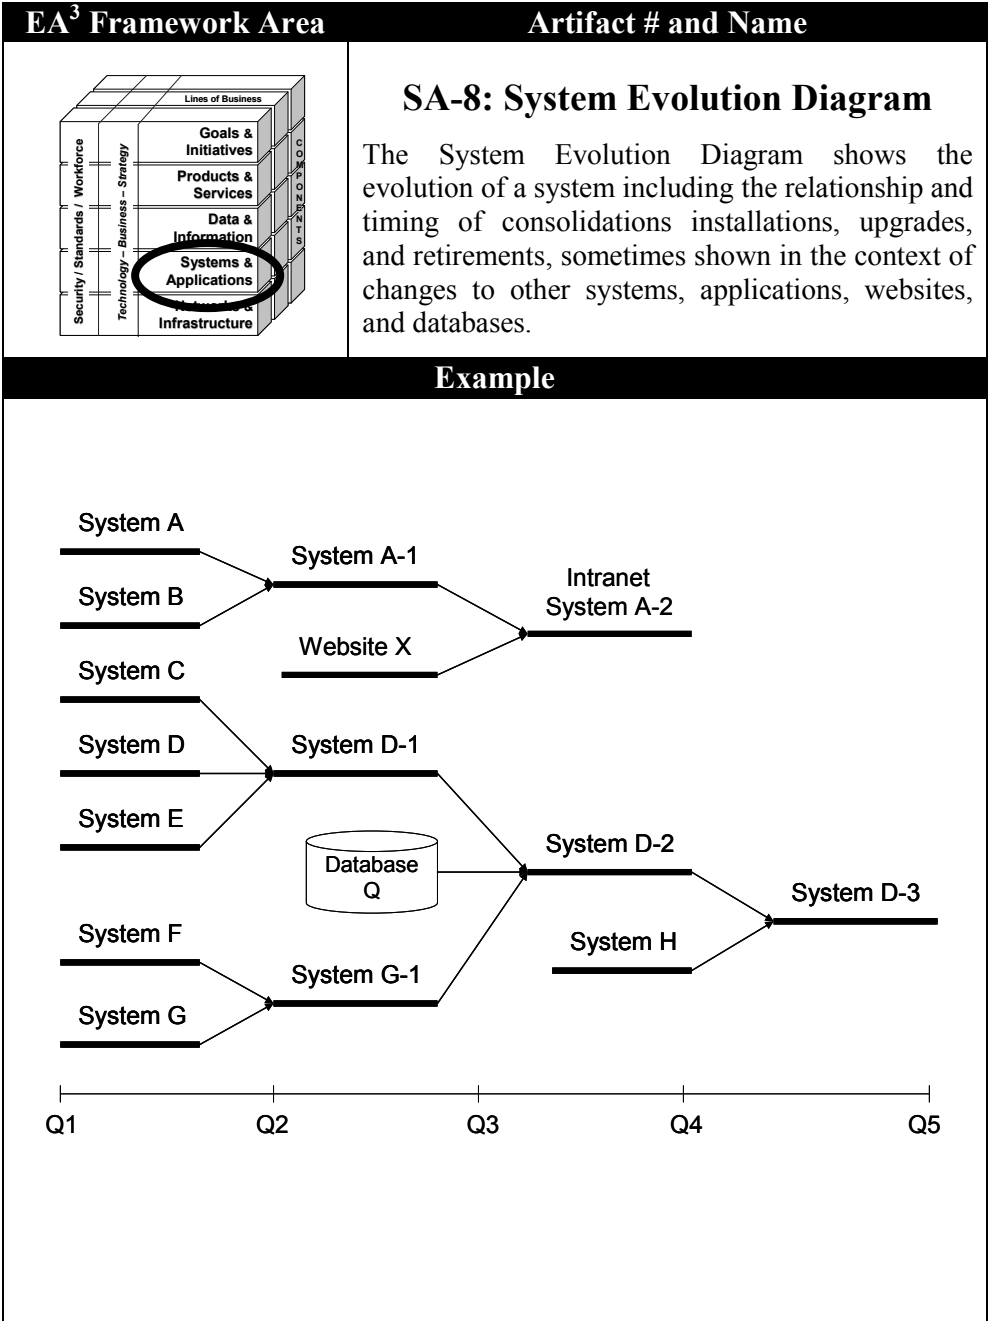 EA3 Framework Area
Artifact # and Name
Lines of Business
Security / Standards / Workforce
Technology – Business – Strategy
Goals &
Initiatives
Products &
Services
Data &
Information
Systems &
Applications
Networks &
Infrastructure
COMPONENTS
SA-8: System Evolution Diagram
The System Evolution Diagram shows the
evolution of a system including the relationship and
timing of consolidations installations, upgrades,
and retirements, sometimes shown in the context of
changes to other systems, applications, websites,
and databases.
Example
System A
System A-1
Intranet
System A-2
System B
Website X
System C
System D
System D-1
System E
Database
Q
System D-2
System D-3
System F
System H
System G-1
System G
Q1 Q2 Q3 Q4 Q5